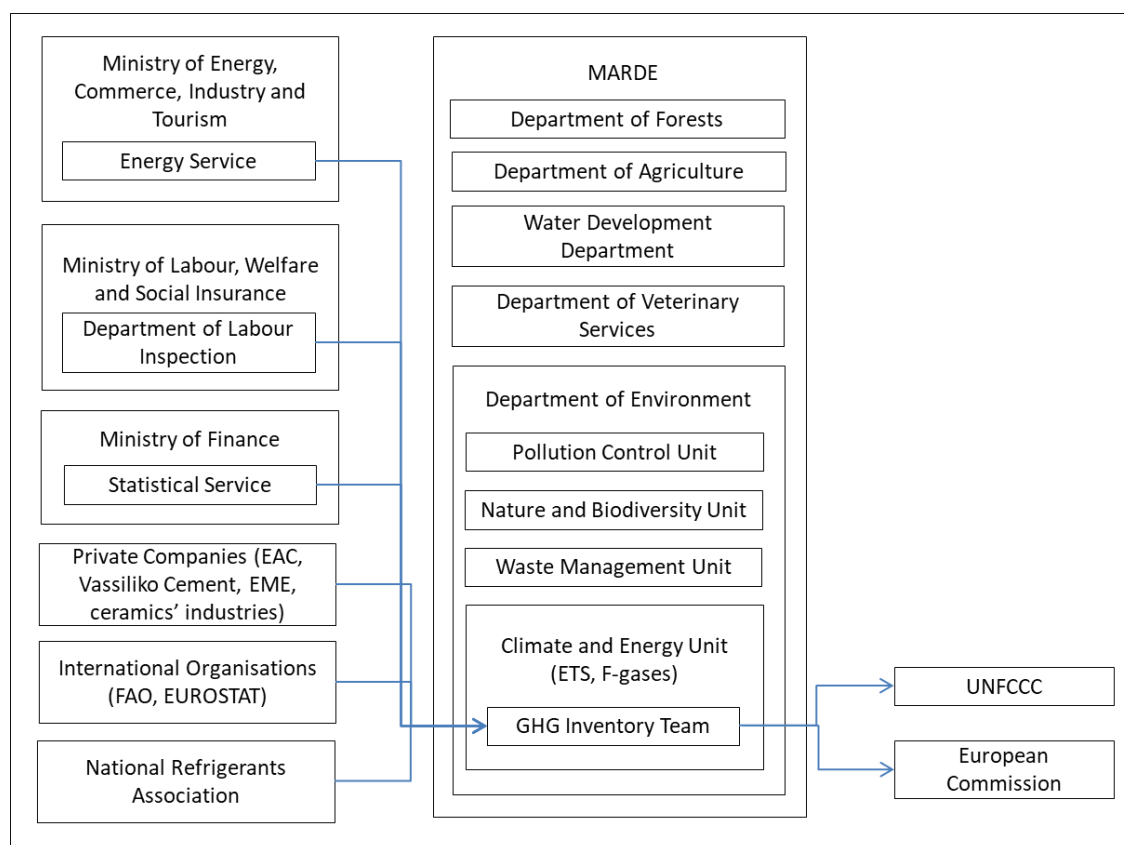 Ministry of Energy,
Commerce, Industry and
Tourism
Energy Service
Ministry of Labour, Welfare
and Social Insurance
Department of Labour
Inspection
Ministry of Finance
Statistical Service
Private Companies (EAC,
Vassiliko Cement, EME,
ceramics’ industries)
International Organisations
(FAO, EUROSTAT)
National Refrigerants
Association
MARDE
Department of Forests
Department of Agriculture
Water Development
Department
Department of Veterinary
Services
Department of Environment
Pollution Control Unit
Nature and Biodiversity Unit
Waste Management Unit
Climate and Energy Unit
(ETS, F-gases)
GHG Inventory Team
UNFCCC
European
Commission